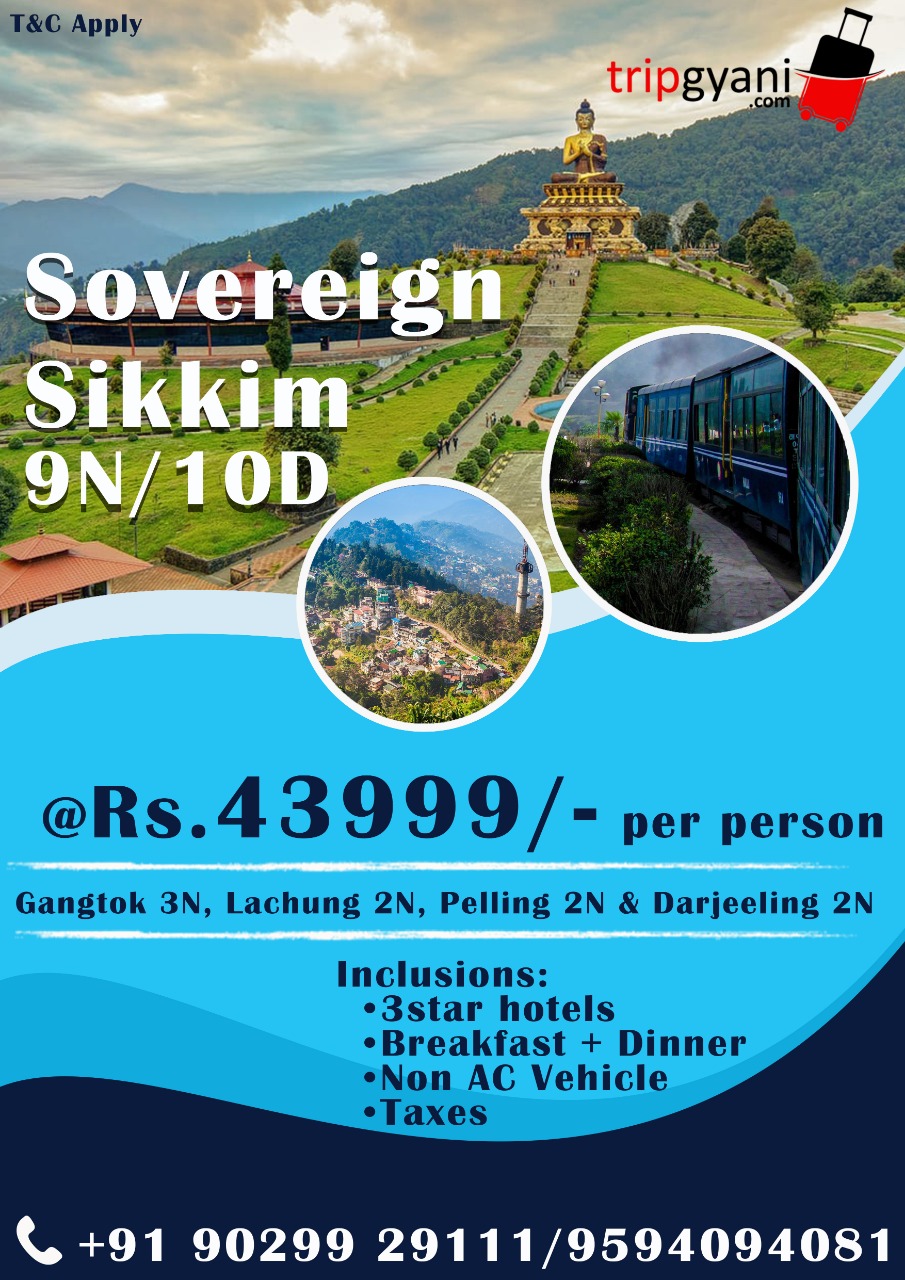 T&C Apply
tripgyani
.com
Sovereign
Sikkim
9N/10D
@Rs.43999/- per person
Gangtok 3N, Lachung 2N, Pelling 2N & Darjeeling 2N
Inclusions:
•3star hotels
•Breakfast + Dinner
•Non AC Vehicle
•Taxes
+91 90299 29111/9594094081